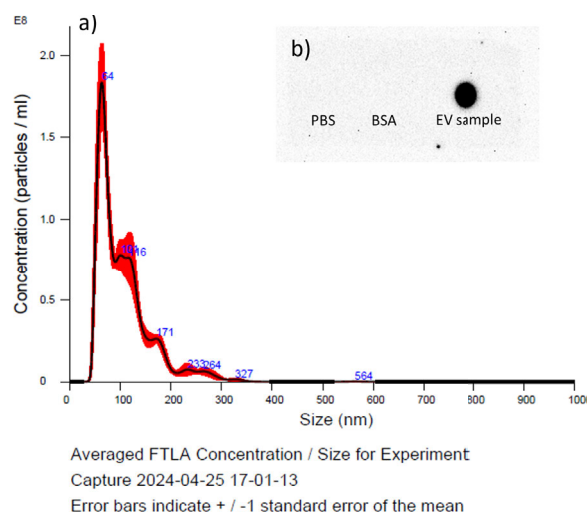 E8
a)
b)
PBS BSA EV sample
Concentration (particles / ml)
2.0
1.5
1.0
0.5
0
64
116
171
233 264
327
564
0 100 200 300 400 500 600 700 800 900 1000
Size (nm)
Averaged FTLA Concentration / Size for Experiment
Capture 2024-04-25 17-01-13
Error bars indicate + / -1 standard error of the mean